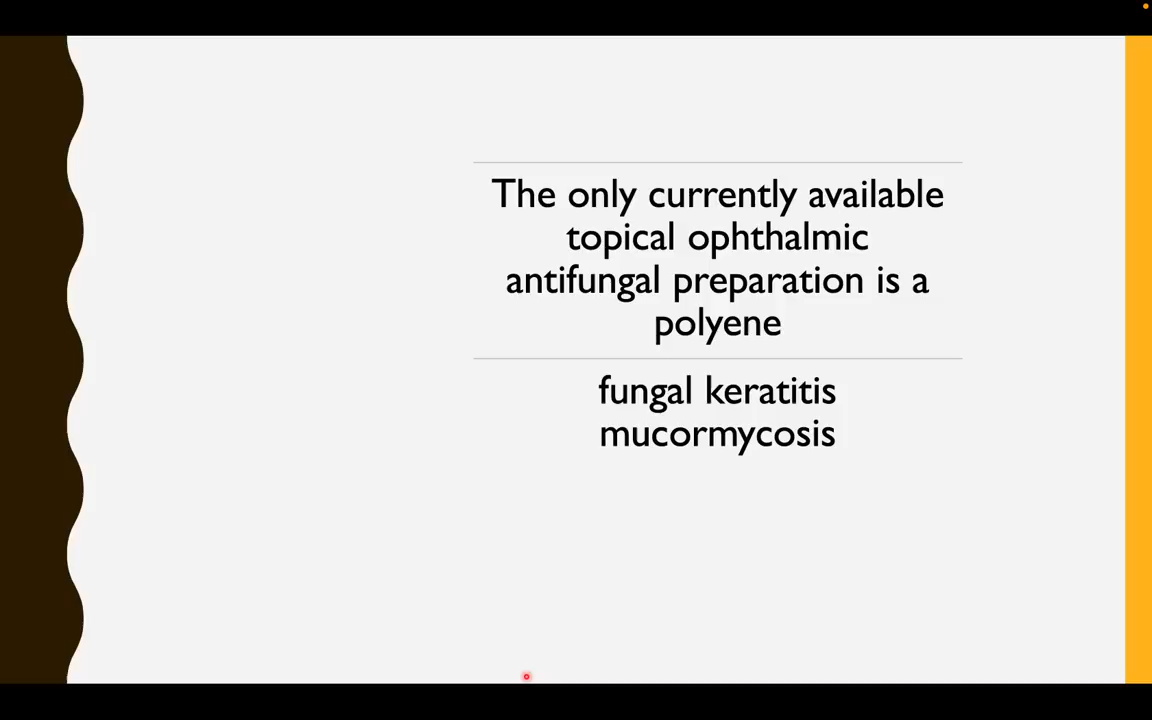 The only currently available
topical ophthalmic
antifungal preparation is a
polyene
fungal keratitis
mucormycosis